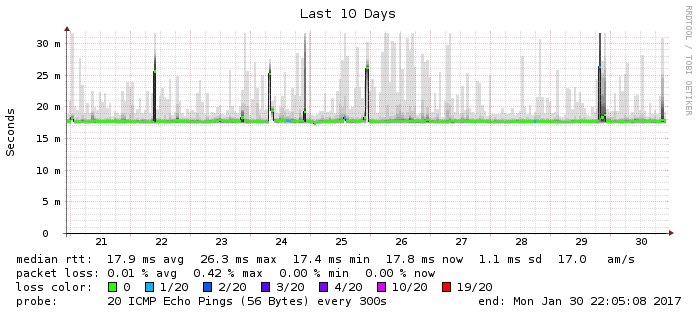 Last 10 Days
RRDTOOL / TOBI OETIKER
Seconds
30 m
25 m
20 m
15 m
10 m
5 m
0
21 22 23 24 25 26 27 28 29 30
median rtt: 17.9 ms avg 26.3 ms max 17.4 ms min 17.8 ms now 1.1 ms sd 17.0 am/s
packet loss: 0.01 % avg 0.42 % max 0.00 % min 0.00 % now
loss color: 0 1/20 2/20 3/20 4/20 10/20 19/20
probe: 20 ICMP Echo Pings (56 Bytes) every 300s end: Mon Jan 30 22:05:08 2017